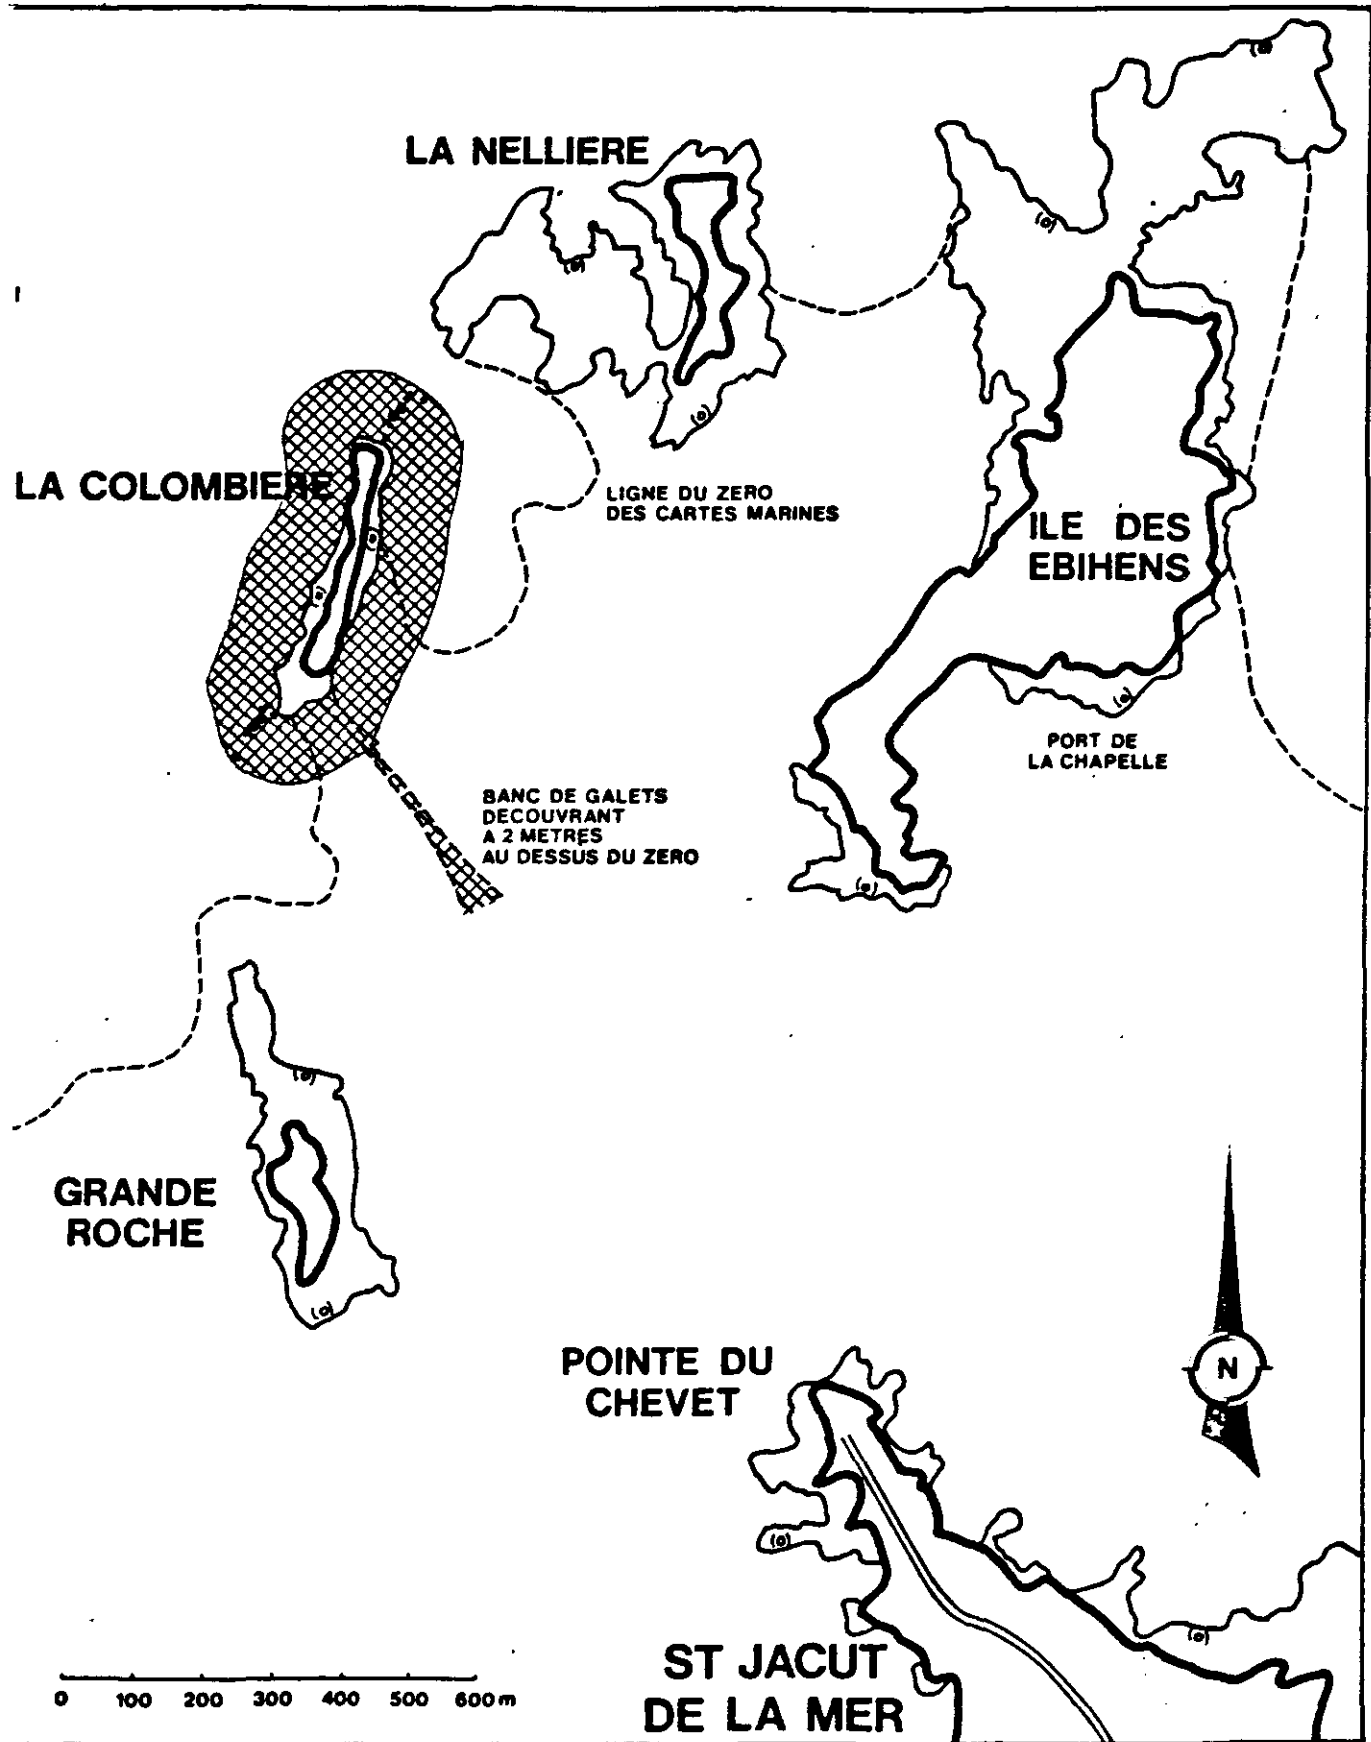 LA NELLIERE
(o)
(o)
(o)
(o)
LA COLOMBIERE
LIGNE DU ZERO
DES CARTES MARINES
ILE DES
EBIHENS
(o)
(o)
(o)
PORT DE
LA CHAPELLE
BANC DE GALETS
DECOUVRANT
A 2 METRES
AU DESSUS DU ZERO
(o)
(o)
GRANDE
ROCHE
(o)
POINTE DU
CHEVET
N
(o)
(o)
ST JACUT
DE LA MER
0 100 200 300 400 500 600m